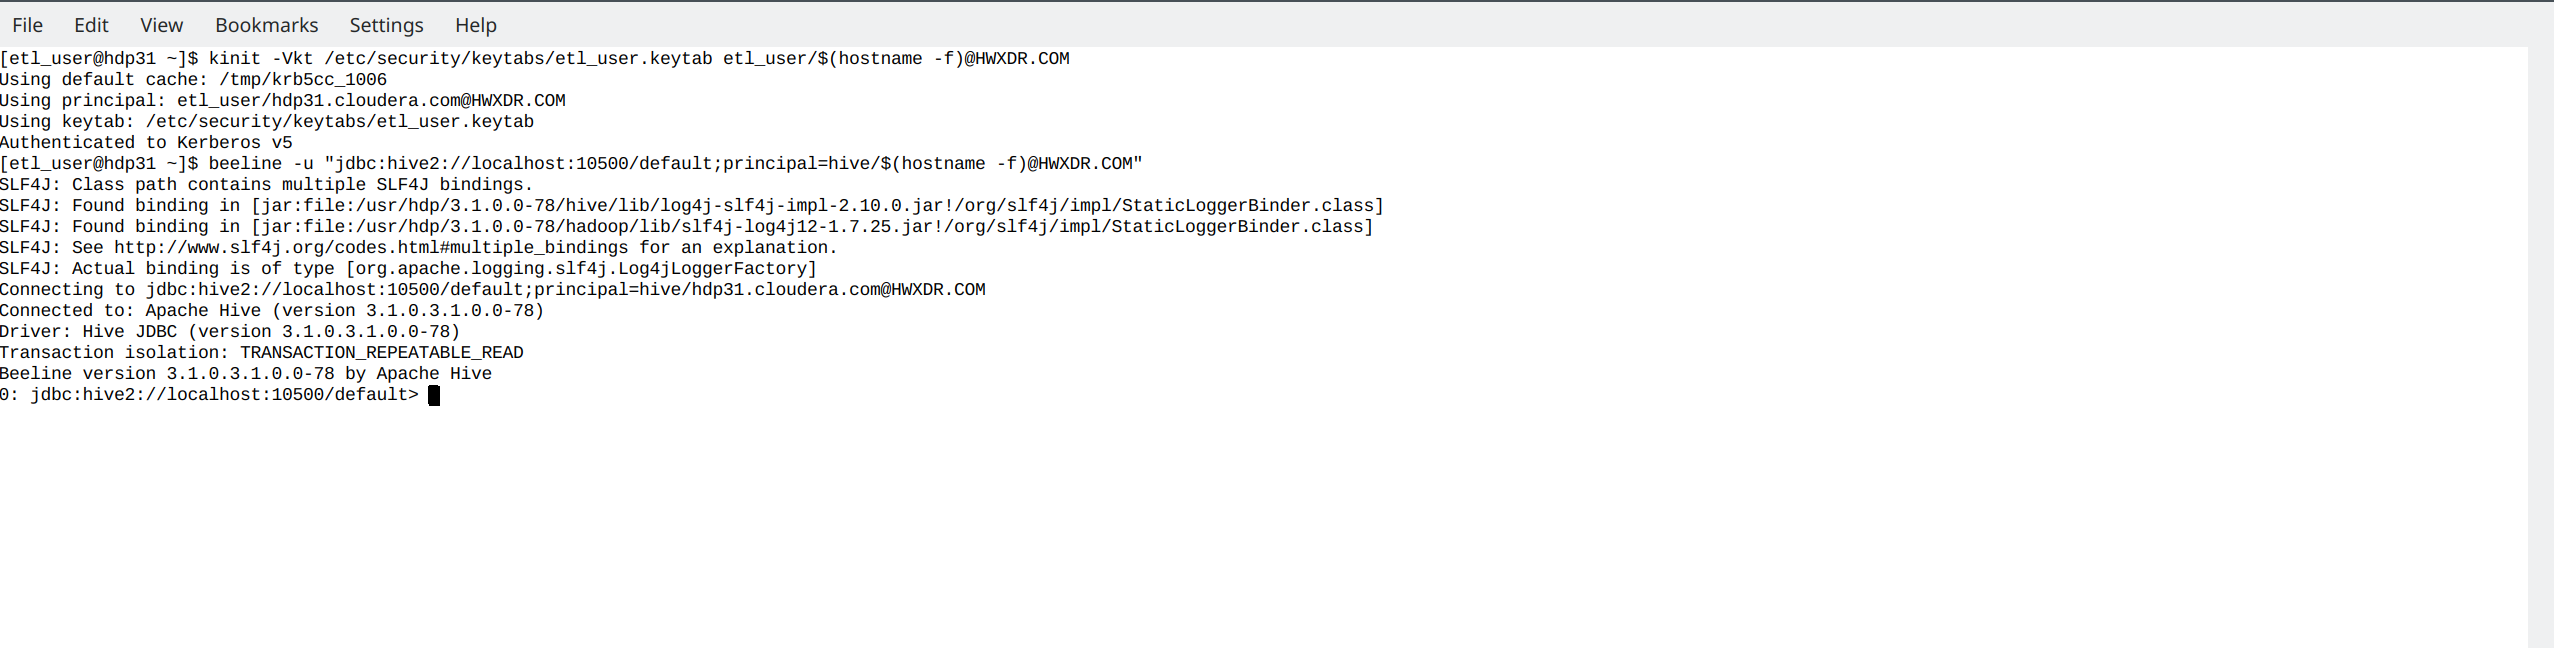 File Edit View Bookmarks Settings Help
[etl_user@hdp31 ~]$ kinit -Vkt /etc/security/keytabs/etl_user.keytab etl_user/$(hostname -f)@HWXDR.COM
Using default cache: /tmp/krb5cc_1006
Using principal: etl_user/hdp31.cloudera.com@HWXDR.COM
Using keytab: /etc/security/keytabs/etl_user.keytab
Authenticated to Kerberos v5
[etl_user@hdp31 ~]$ beeline -u "jdbc:hive2://localhost:10500/default;principal=hive/$(hostname -f)@HWXDR.COM"
SLF4J: Class path contains multiple SLF4J bindings.
SLF4J: Found binding in [jar:file:/usr/hdp/3.1.0.0-78/hive/lib/log4j-slf4j-impl-2.10.0.jar!/org/slf4j/impl/StaticLoggerBinder.class]
SLF4J: Found binding in [jar:file:/usr/hdp/3.1.0.0-78/hadoop/lib/slf4j-log4j12-1.7.25.jar!/org/slf4j/impl/StaticLoggerBinder.class]
SLF4J: See http://www.slf4j.org/codes.html#multiple_bindings for an explanation.
SLF4J: Actual binding is of type [org.apache.logging.slf4j.Log4jLoggerFactory]
Connecting to jdbc:hive2://localhost:10500/default;principal=hive/hdp31.cloudera.com@HWXDR.COM
Connected to: Apache Hive (version 3.1.0.3.1.0.0-78)
Driver: Hive JDBC (version 3.1.0.3.1.0.0-78)
Transaction isolation: TRANSACTION_REPEATABLE_READ
Beeline version 3.1.0.3.1.0.0-78 by Apache Hive
0: jdbc:hive2://localhost:10500/default>